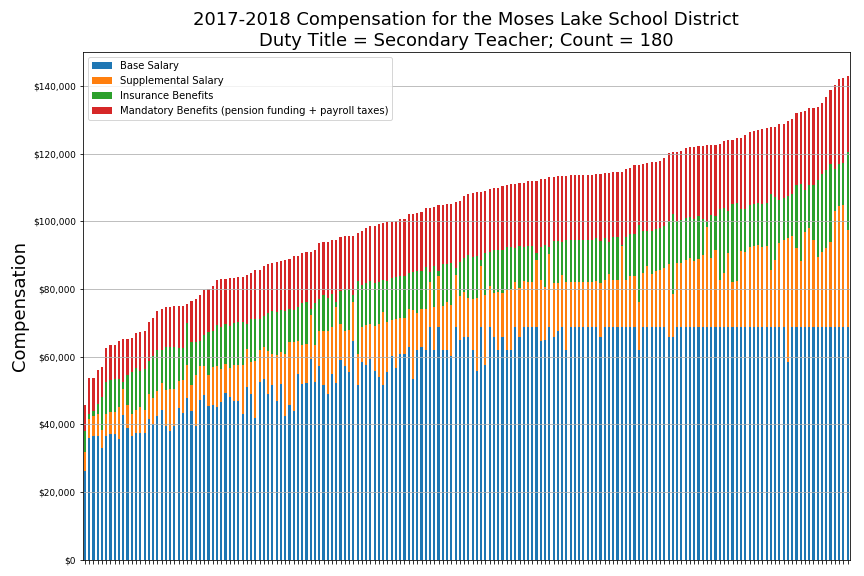 2017-2018 Compensation for the Moses Lake School District
Duty Title = Secondary Teacher; Count = 180
Base Salary
Supplemental Salary
Insurance Benefits
Mandatory Benefits (pension funding + payroll taxes)
Compensation
$140,000
$120,000
$100,000
$80,000
$60,000
$40,000
$20,000
$0